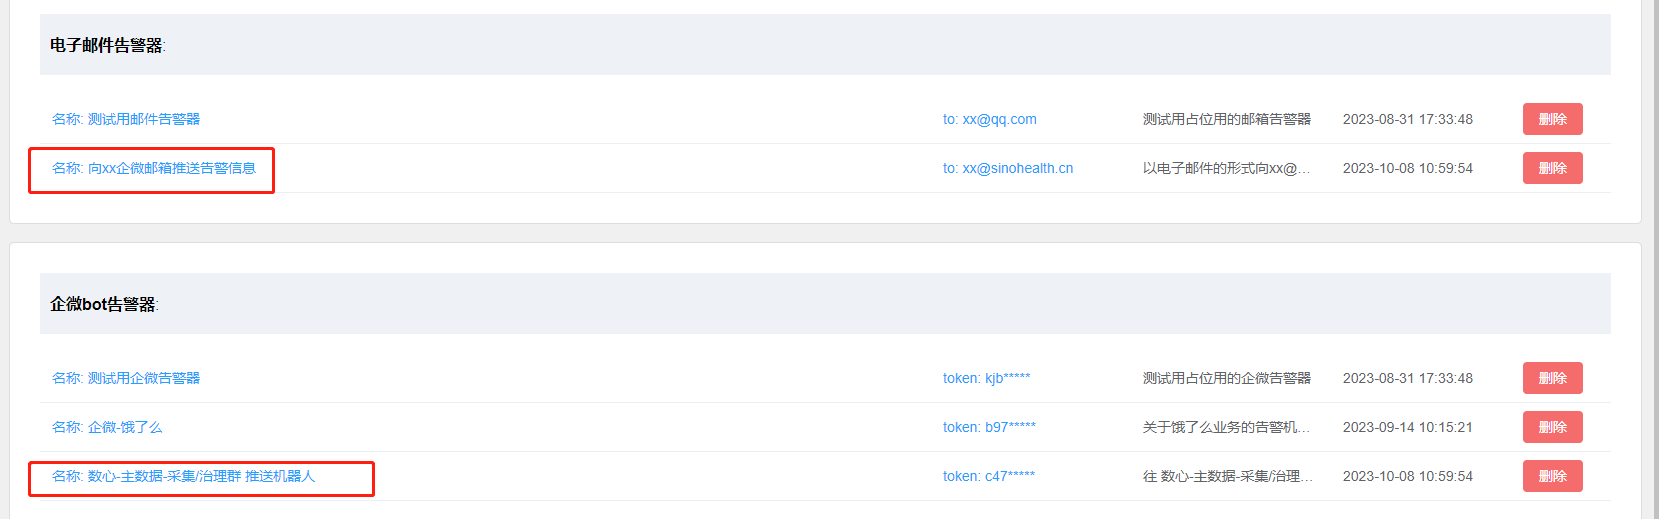 电子邮件告警器:
名称: 测试用邮件告警器 to: xx@qq.com 测试用占位用的邮箱告警器 2023-08-31 17:33:48 删除
名称: 向xx企微邮箱推送告警信息 to: xx@sinohealth.cn 以电子邮件的形式向xx@... 2023-10-08 10:59:54 删除
企微bot告警器:
名称: 测试用企微告警器 token: kjb***** 测试用占位用的企微告警器 2023-08-31 17:33:48 删除
名称: 企微-饿了么 token: b97***** 关于饿了么业务的告警机... 2023-09-14 10:15:21 删除
名称: 数心-主数据-采集/治理群 推送机器人 token: c47***** 往 数心-主数据-采集/治理... 2023-10-08 10:59:54 删除